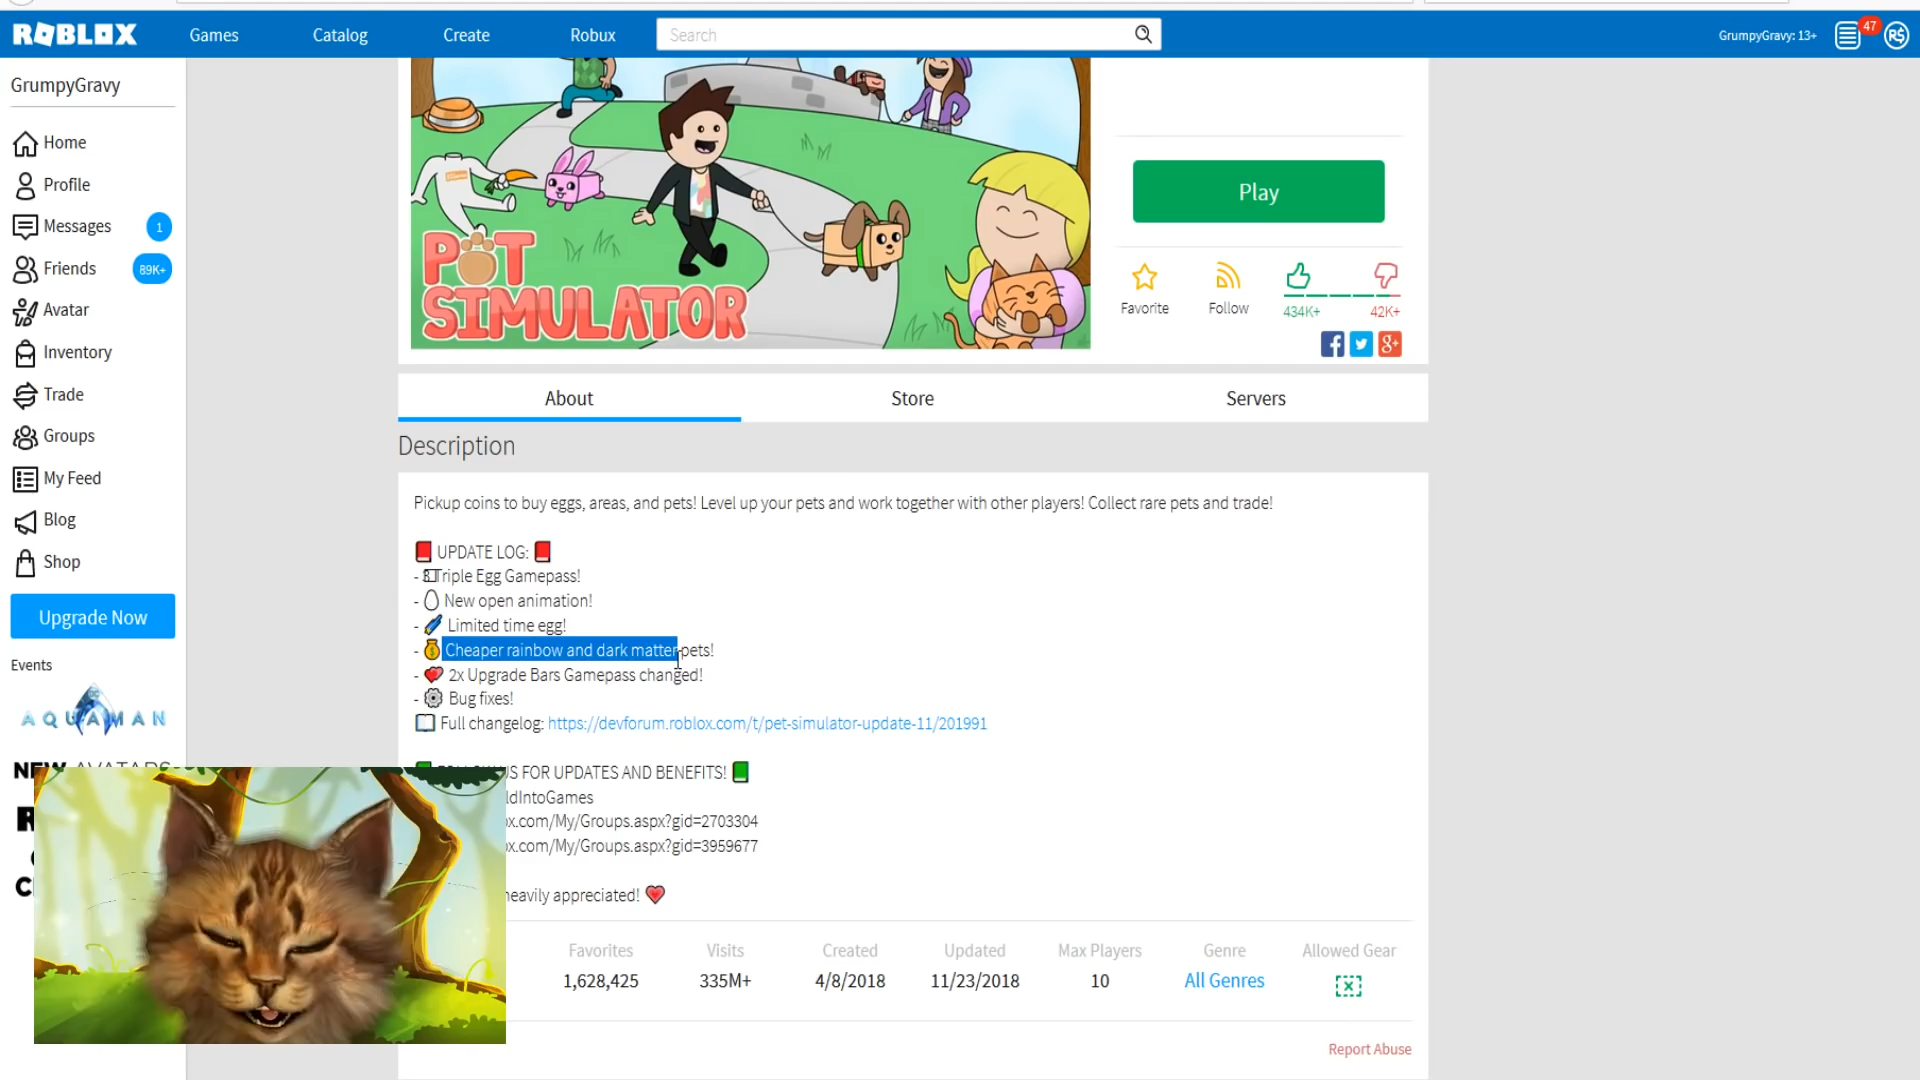 ROBLOX Games Catalog Create Robux Search GrumpyGravy: 13+ 47 R$
GrumpyGravy
Home
Profile
Messages 1
Friends 89K+
Avatar
Inventory
Trade
Groups
My Feed
Blog
Shop
Upgrade Now
Events
AQUAMAN
PET
SIMULATOR
Play
Favorite Follow 434K+ 42K+
About Store Servers
Description
Pickup coins to buy eggs, areas, and pets! Level up your pets and work together with other players! Collect rare pets and trade!
UPDATE LOG:
- 3 Triple Egg Gamepass!
- New open animation!
- Limited time egg!
- Cheaper rainbow and dark matter pets!
- 2x Upgrade Bars Gamepass changed!
- Bug fixes!
Full changelog: https://devforum.roblox.com/t/pet-simulator-update-11/201991
US FOR UPDATES AND BENEFITS!
ldIntoGames
ox.com/My/Groups.aspx?gid=2703304
ox.com/My/Groups.aspx?gid=3959677
heavily appreciated!
Favorites Visits Created Updated Max Players Genre Allowed Gear
1,628,425 335M+ 4/8/2018 11/23/2018 10 All Genres
Report Abuse